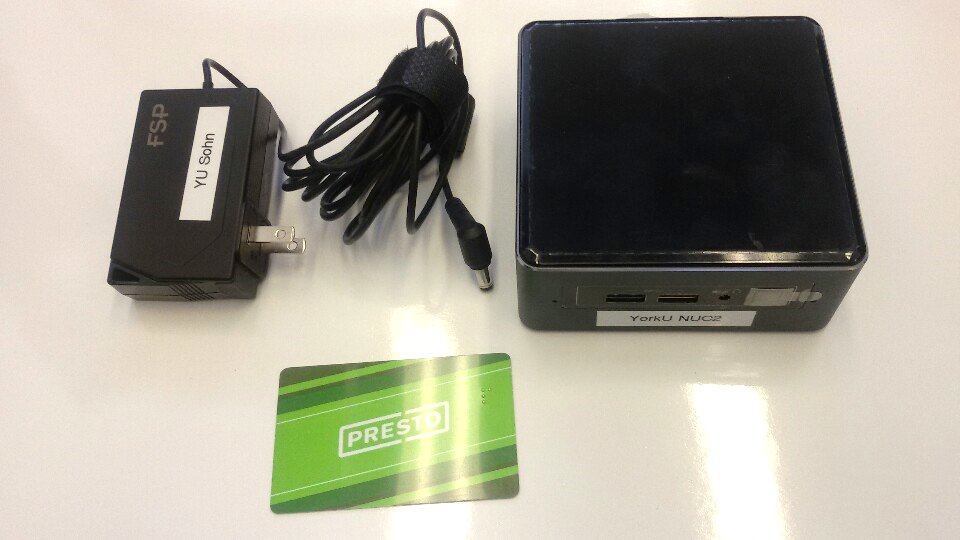 FSP
YU Sohn
YorkU NUC2
PRESTO